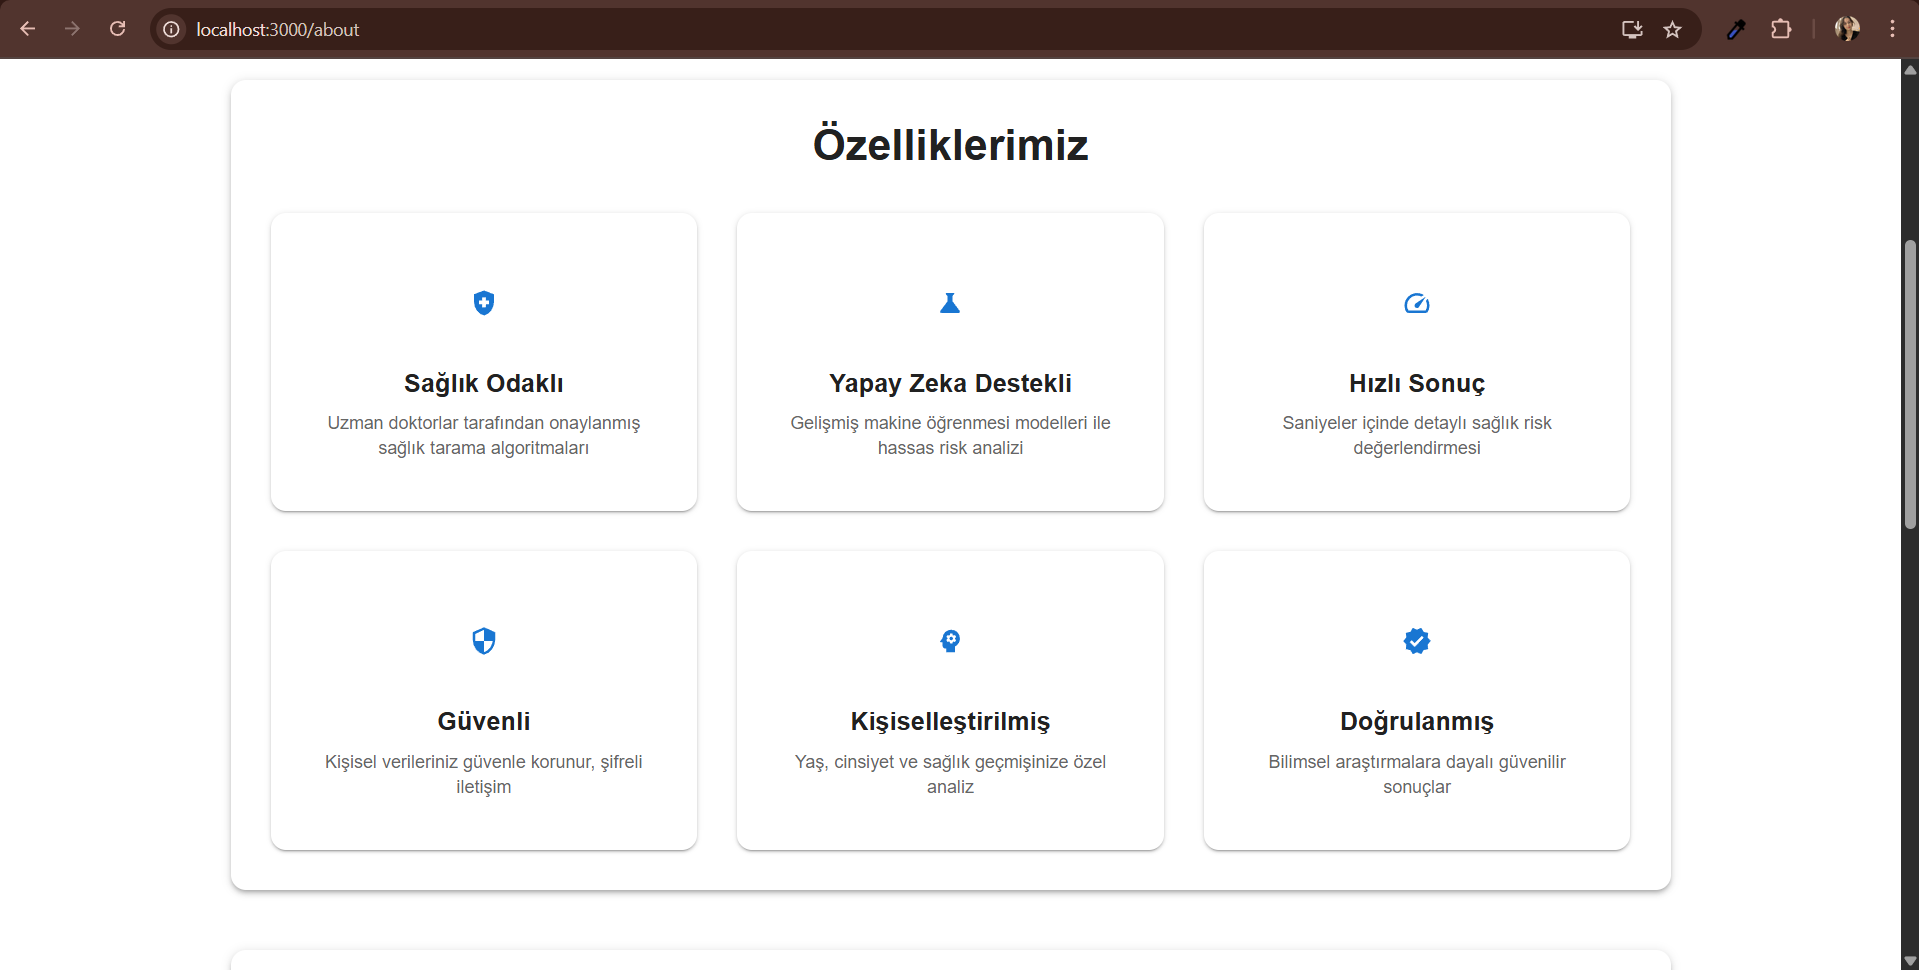 localhost:3000/about
Özelliklerimiz
Sağlık Odaklı
Uzman doktorlar tarafından onaylanmış
sağlık tarama algoritmaları
Yapay Zeka Destekli
Gelişmiş makine öğrenmesi modelleri ile
hassas risk analizi
Hızlı Sonuç
Saniyeler içinde detaylı sağlık risk
değerlendirmesi
Güvenli
Kişisel verileriniz güvenle korunur, şifreli
iletişim
Kişiselleştirilmiş
Yaş, cinsiyet ve sağlık geçmişinize özel
analiz
Doğrulanmış
Bilimsel araştırmalara dayalı güvenilir
sonuçlar